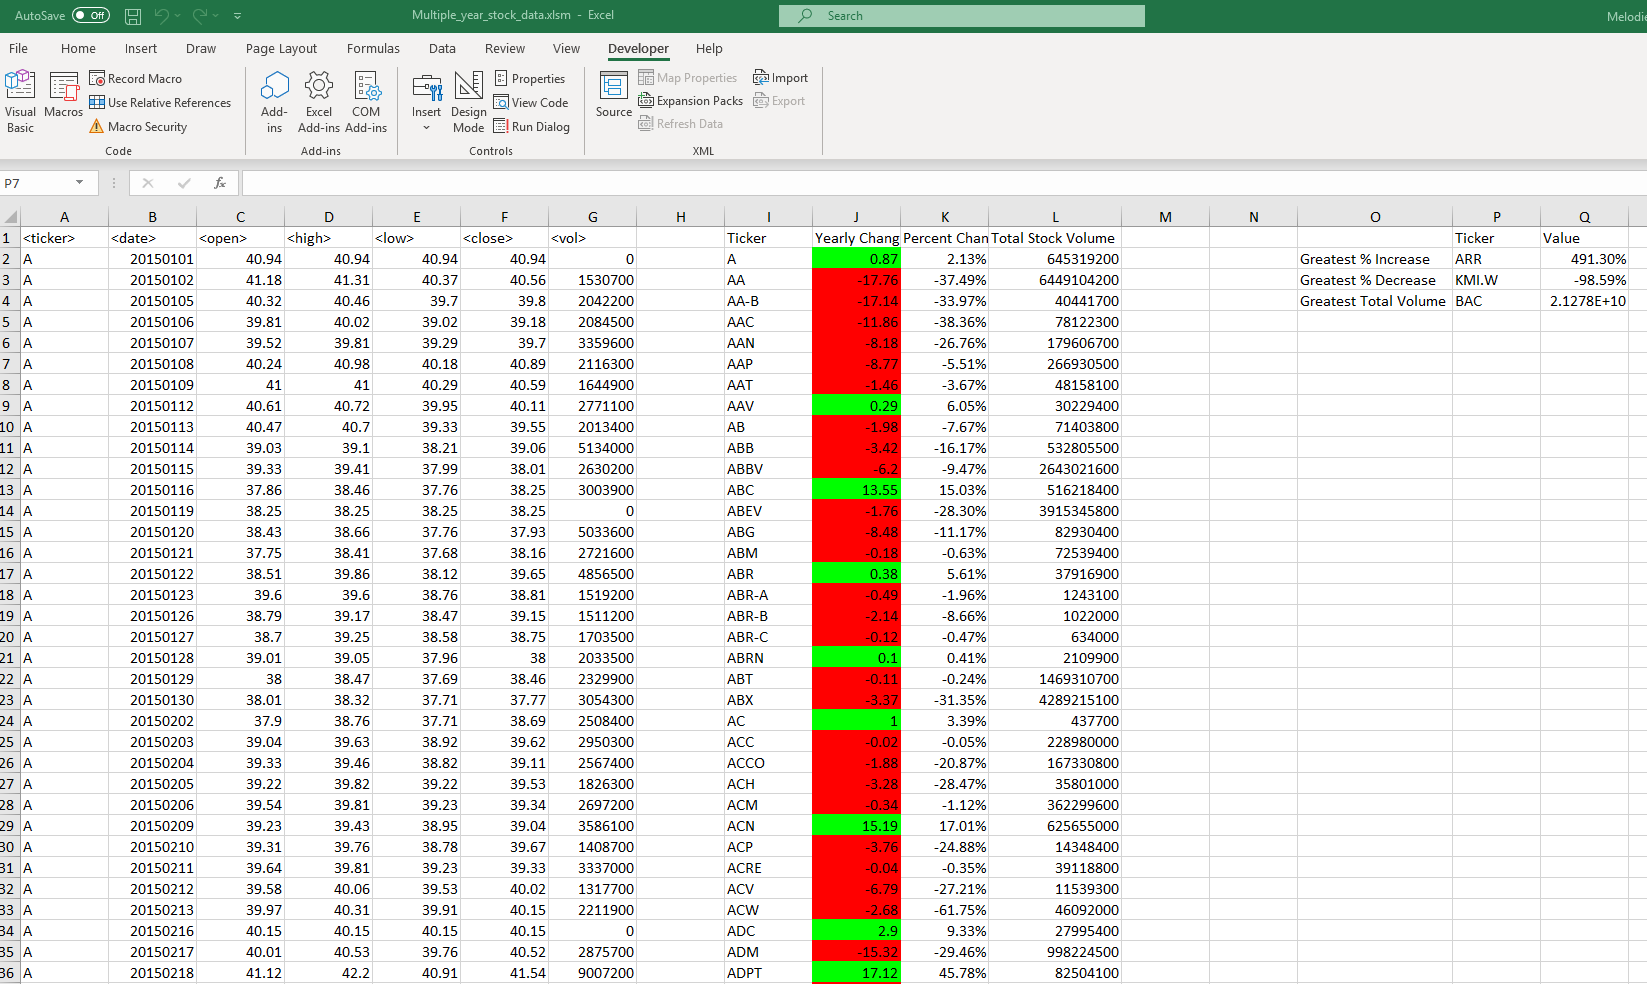 AutoSave Off Multiple_year_stock_data.xlsm - Excel Search Melodie
File Home Insert Draw Page Layout Formulas Data Review View Developer Help
Visual Basic
Macros
Record Macro
Use Relative References
Macro Security
Code
Add-ins
Excel Add-ins
COM Add-ins
Add-ins
Insert
Design Mode
Properties
View Code
Run Dialog
Controls
Source
Map Properties
Expansion Packs
Refresh Data
Import
Export
XML
P7 fx
A B C D E F G H I J K L M N O P Q
1 <ticker> <date> <open> <high> <low> <close> <vol> Ticker Yearly Chang Percent Chan Total Stock Volume Ticker Value
2 A 20150101 40.94 40.94 40.94 40.94 0 A 0.87 2.13% 645319200 Greatest % Increase ARR 491.30%
3 A 20150102 41.18 41.31 40.37 40.56 1530700 AA -17.76 -37.49% 6449104200 Greatest % Decrease KMI.W -98.59%
4 A 20150105 40.32 40.46 39.7 39.8 2042200 AA-B -17.14 -33.97% 40441700 Greatest Total Volume BAC 2.1278E+10
5 A 20150106 39.81 40.02 39.02 39.18 2084500 AAC -11.86 -38.36% 78122300
6 A 20150107 39.52 39.81 39.29 39.7 3359600 AAN -8.18 -26.76% 179606700
7 A 20150108 40.24 40.98 40.18 40.89 2116300 AAP -8.77 -5.51% 266930500
8 A 20150109 41 41 40.29 40.59 1644900 AAT -1.46 -3.67% 48158100
9 A 20150112 40.61 40.72 39.95 40.11 2771100 AAV 0.29 6.05% 30229400
10 A 20150113 40.47 40.7 39.33 39.55 2013400 AB -1.98 -7.67% 71403800
11 A 20150114 39.03 39.1 38.21 39.06 5134000 ABB -3.42 -16.17% 532805500
12 A 20150115 39.33 39.41 37.99 38.01 2630200 ABBV -6.2 -9.47% 2643021600
13 A 20150116 37.86 38.46 37.76 38.25 3003900 ABC 13.55 15.03% 516218400
14 A 20150119 38.25 38.25 38.25 38.25 0 ABEV -1.76 -28.30% 3915345800
15 A 20150120 38.43 38.66 37.76 37.93 5033600 ABG -8.48 -11.17% 82930400
16 A 20150121 37.75 38.41 37.68 38.16 2721600 ABM -0.18 -0.63% 72539400
17 A 20150122 38.51 39.86 38.12 39.65 4856500 ABR 0.38 5.61% 37916900
18 A 20150123 39.6 39.6 38.76 38.81 1519200 ABR-A -0.49 -1.96% 1243100
19 A 20150126 38.79 39.17 38.47 39.15 1511200 ABR-B -2.14 -8.66% 1022000
20 A 20150127 38.7 39.25 38.58 38.75 1703500 ABR-C -0.12 -0.47% 634000
21 A 20150128 39.01 39.05 37.96 38 2033500 ABRN 0.1 0.41% 2109900
22 A 20150129 38 38.47 37.69 38.46 2329900 ABT -0.11 -0.24% 1469310700
23 A 20150130 38.01 38.32 37.71 37.77 3054300 ABX -3.37 -31.35% 4289215100
24 A 20150202 37.9 38.76 37.71 38.69 2508400 AC 1 3.39% 437700
25 A 20150203 39.04 39.63 38.92 39.62 2950300 ACC -0.02 -0.05% 228980000
26 A 20150204 39.33 39.46 38.82 39.11 2567400 ACCO -1.88 -20.87% 167330800
27 A 20150205 39.22 39.82 39.22 39.53 1826300 ACH -3.28 -28.47% 35801000
28 A 20150206 39.54 39.81 39.23 39.34 2697200 ACM -0.34 -1.12% 362299600
29 A 20150209 39.23 39.43 38.95 39.04 3586100 ACN 15.19 17.01% 625655000
30 A 20150210 39.31 39.76 38.78 39.67 1408700 ACP -3.76 -24.88% 14348400
31 A 20150211 39.64 39.81 39.23 39.33 3337000 ACRE -0.04 -0.35% 39118800
32 A 20150212 39.58 40.06 39.53 40.02 1317700 ACV -6.79 -27.21% 11539300
33 A 20150213 39.97 40.31 39.91 40.15 2211900 ACW -2.68 -61.75% 46092000
34 A 20150216 40.15 40.15 40.15 40.15 0 ADC 2.9 9.33% 27995400
35 A 20150217 40.01 40.53 39.76 40.52 2875700 ADM -15.32 -29.46% 998224500
36 A 20150218 41.12 42.2 40.91 41.54 9007200 ADPT 17.12 45.78% 82504100